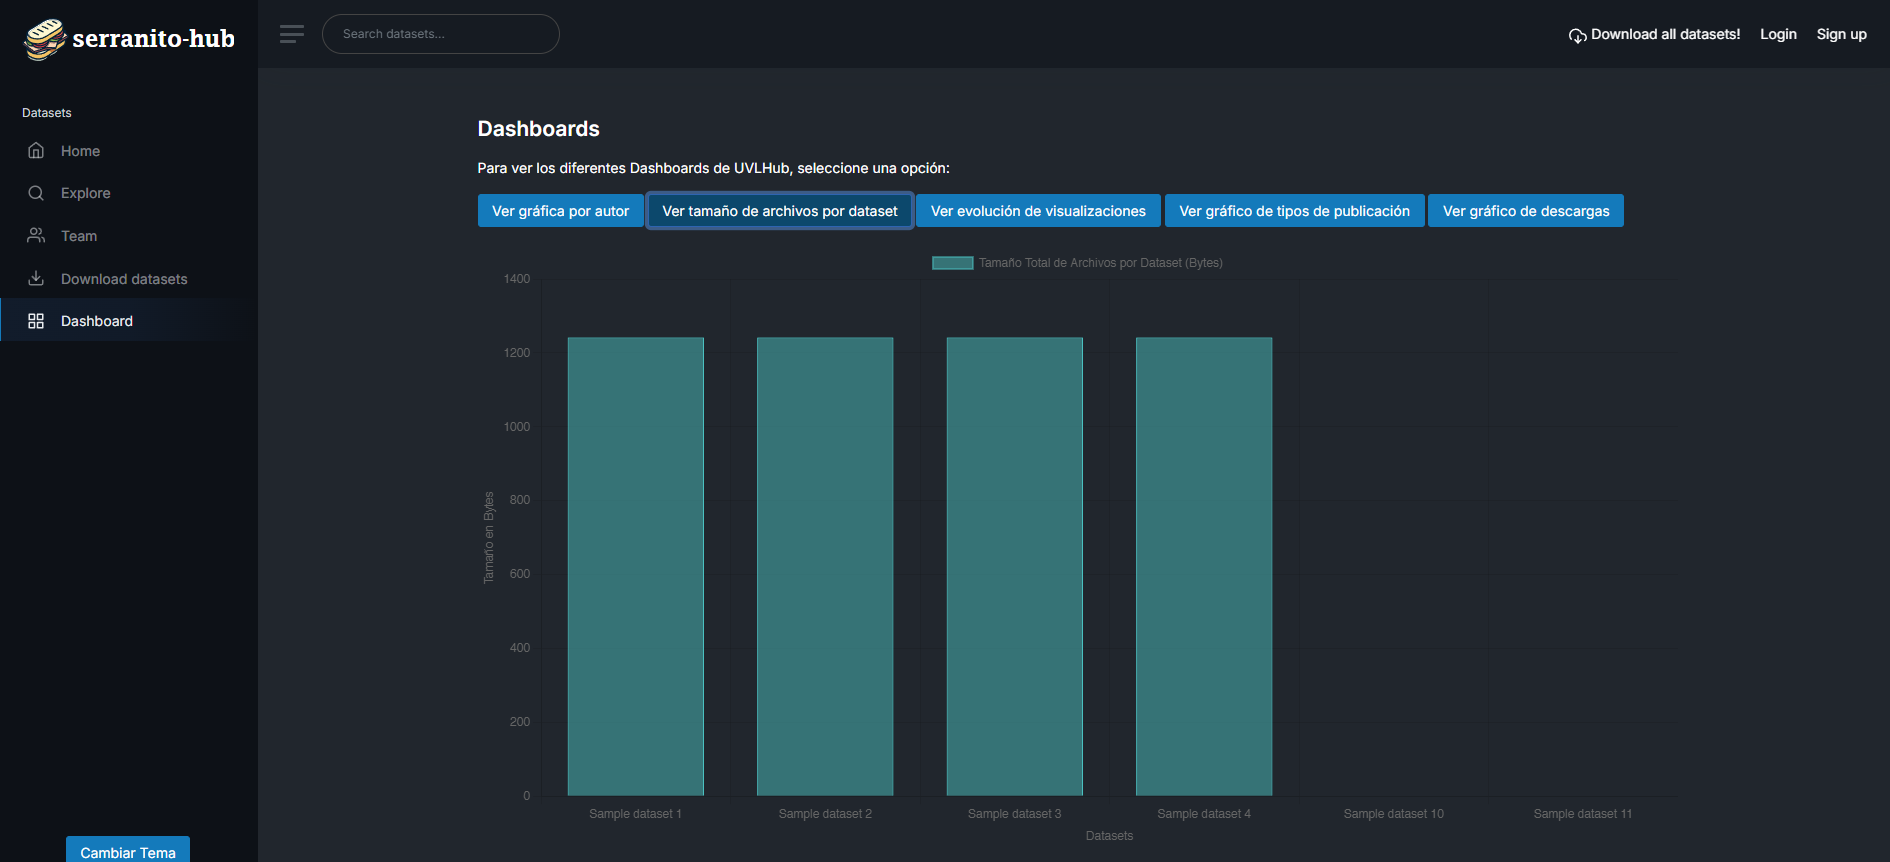 serranito-hub
Search datasets...
Download all datasets!
Login
Sign up
Datasets
Home
Explore
Team
Download datasets
Dashboard
Cambiar Tema
Dashboards
Para ver los diferentes Dashboards de UVLHub, seleccione una opción:
Ver gráfica por autor
Ver tamaño de archivos por dataset
Ver evolución de visualizaciones
Ver gráfico de tipos de publicación
Ver gráfico de descargas
Tamaño Total de Archivos por Dataset (Bytes)
1400
1200
1000
800
600
400
200
0
Tamaño en Bytes
Sample dataset 1
Sample dataset 2
Sample dataset 3
Sample dataset 4
Sample dataset 10
Sample dataset 11
Datasets